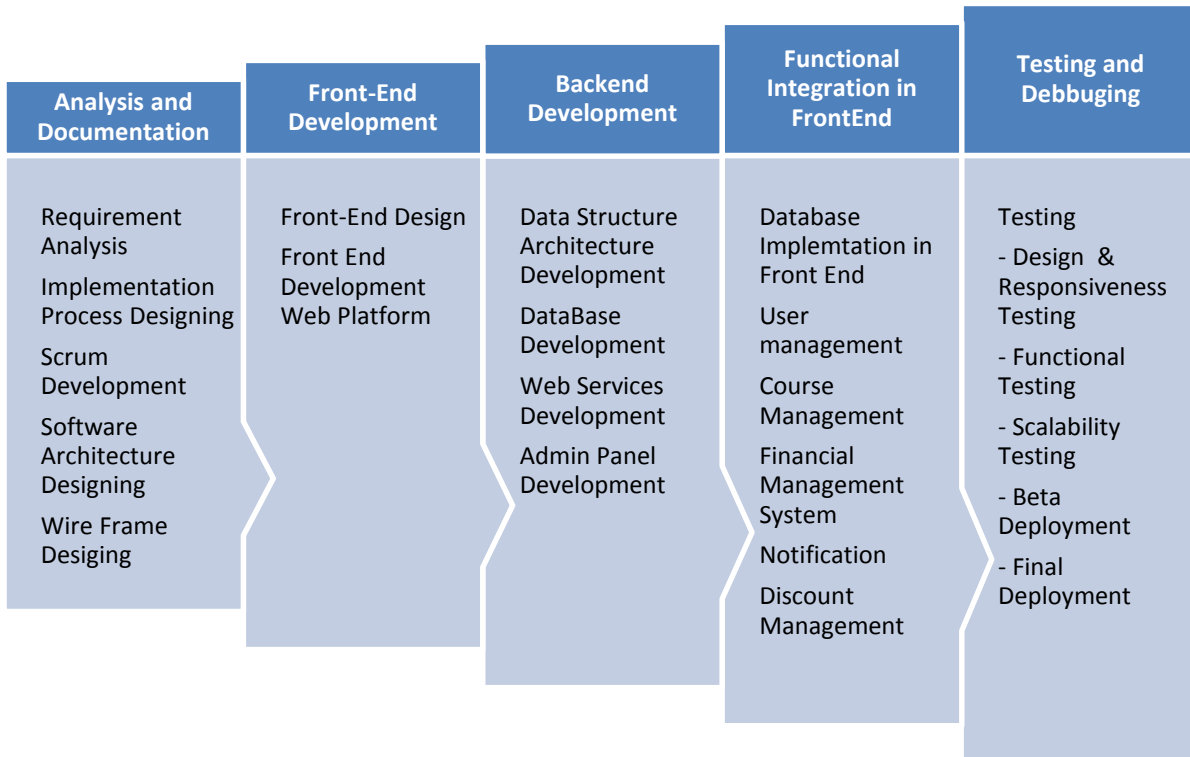 Analysis and
Documentation
Requirement
Analysis
Implementation
Process Designing
Scrum
Development
Software
Architecture
Designing
Wire Frame
Desiging
Front-End
Development
Front-End Design
Front End
Development
Web Platform
Backend
Development
Data Structure
Architecture
Development
DataBase
Development
Web Services
Development
Admin Panel
Development
Functional
Integration in
FrontEnd
Database
Implemtation in
Front End
User
management
Course
Management
Financial
Management
System
Notification
Discount
Management
Testing and
Debbuging
Testing
- Design & 
Responsiveness
Testing
- Functional
Testing
- Scalability
Testing
- Beta
Deployment
- Final
Deployment